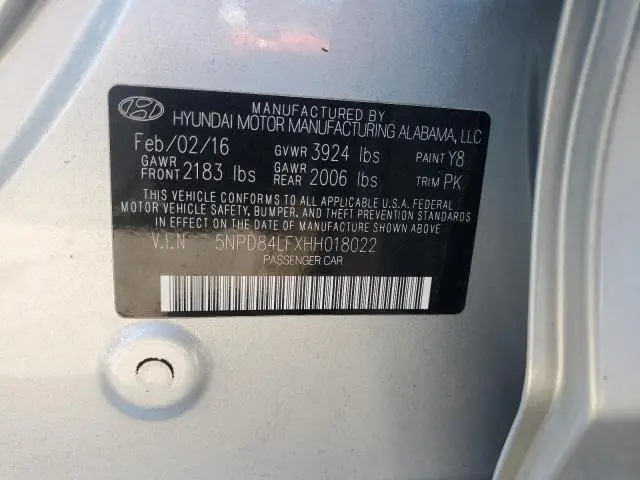 MANUFACTURED BY
HYUNDAI MOTOR MANUFACTURING ALABAMA, LLC
Feb/02/16 GVWR 3924 lbs PAINT Y8
GAWR FRONT 2183 lbs GAWR REAR 2006 lbs TRIM PK
THIS VEHICLE CONFORMS TO ALL APPLICABLE U.S.A. FEDERAL
MOTOR VEHICLE SAFETY, BUMPER, AND THEFT PREVENTION STANDARDS
IN EFFECT ON THE DATE OF MANUFACTURE SHOWN ABOVE.
V.I.N 5NPD84LFXHH018022
PASSENGER CAR